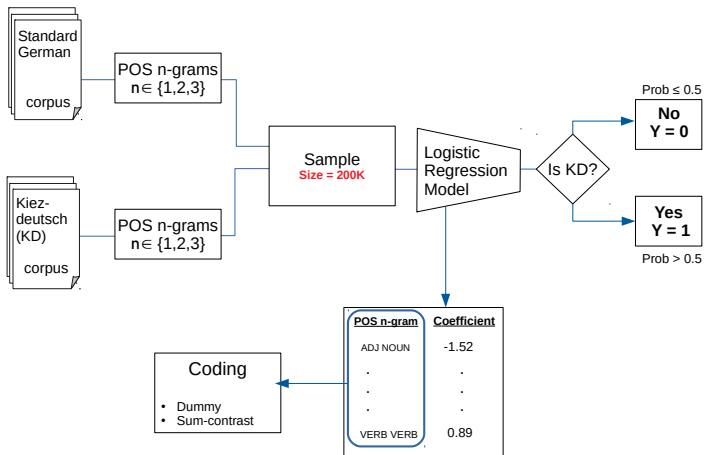 Standard
German
corpus
POS n-grams
n∈ {1,2,3}
Kiez-
deutsch
(KD)
corpus
POS n-grams
n∈ {1,2,3}
Sample
Size = 200K
Logistic
Regression
Model
Is KD?
Prob ≤ 0.5
No
Y = 0
Yes
Y = 1
Prob > 0.5
POS n-gram Coefficient
ADJ NOUN -1.52
. .
. .
. .
VERB VERB 0.89
Coding
• Dummy
• Sum-contrast